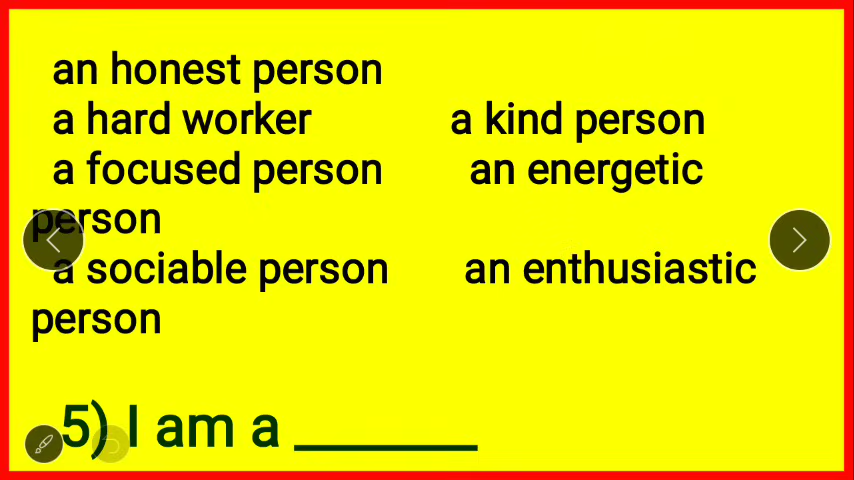 an honest person
a hard worker a kind person
a focused person an energetic
person
a sociable person an enthusiastic
person
5) I am a _______